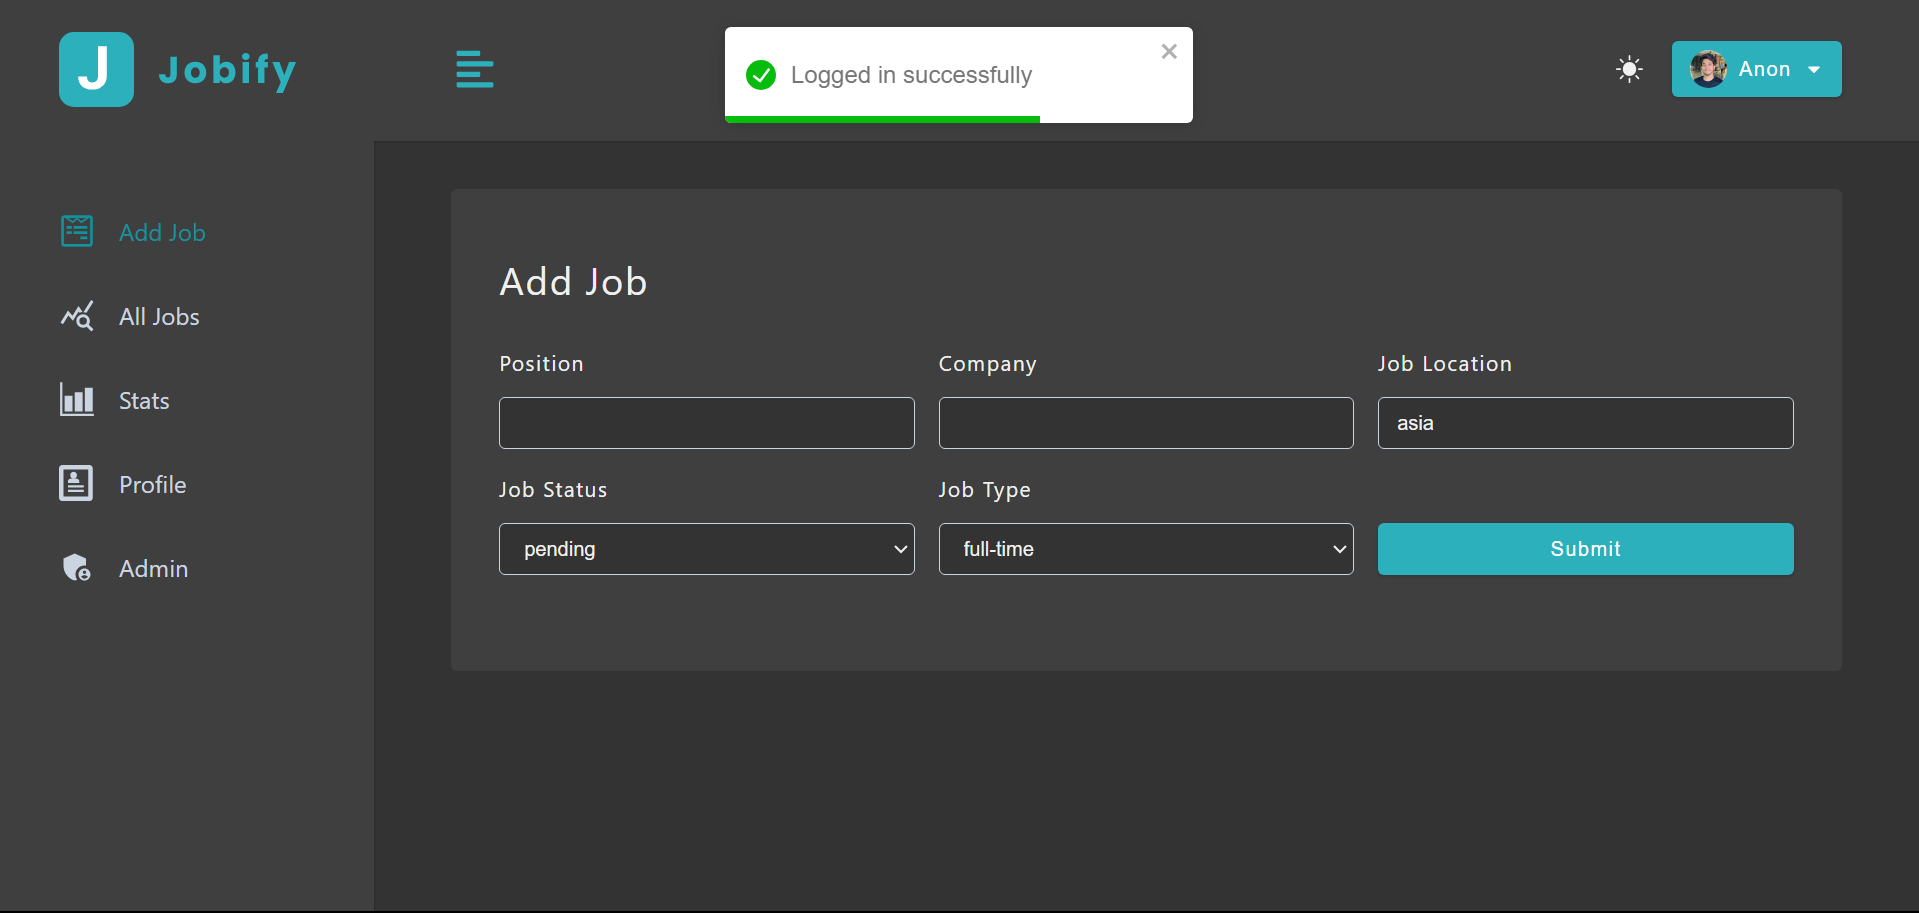 J Jobify
Logged in successfully
Anon
Add Job
All Jobs
Stats
Profile
Admin
Add Job
Position
Company
Job Location
asia
Job Status
Job Type
pending
full-time
Submit